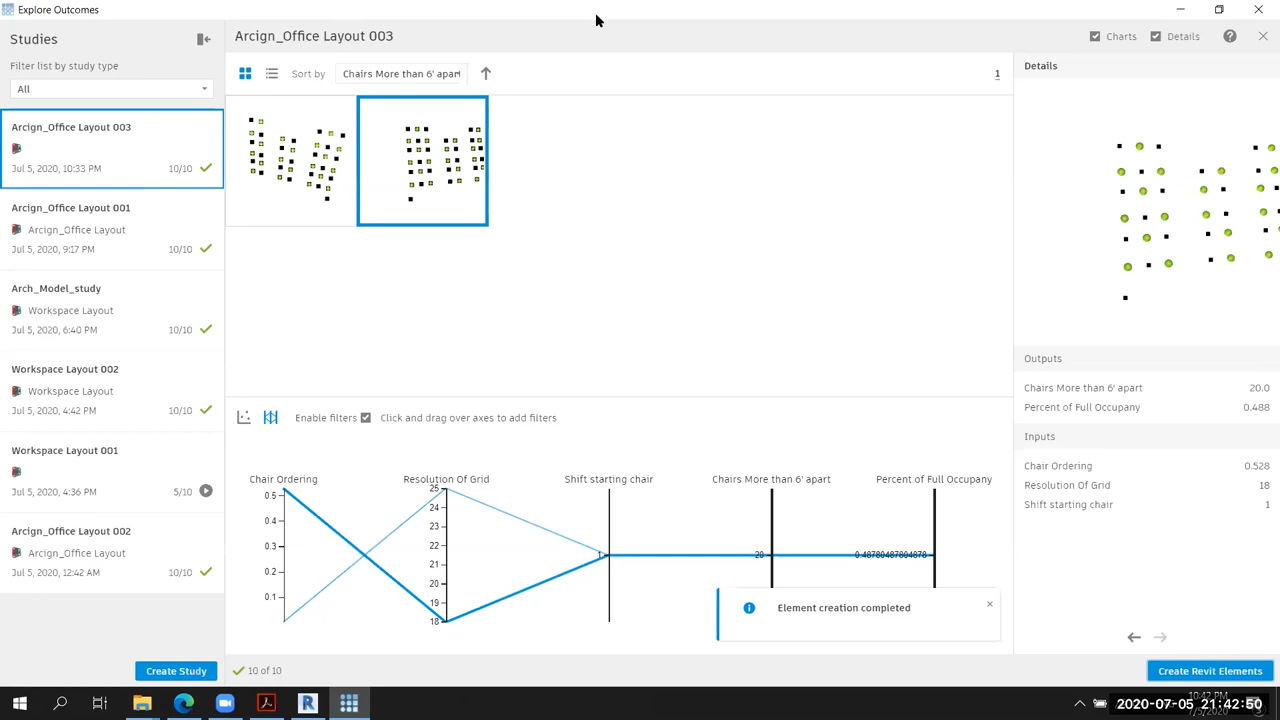 Explore Outcomes
Studies
Filter list by study type
All
Arcign_Office Layout 003
Jul 5, 2020, 10:33 PM 10/10
Arcign_Office Layout 001
Arcign_Office Layout
Jul 5, 2020, 9:17 PM 10/10
Arch_Model_study
Workspace Layout
Jul 5, 2020, 6:40 PM 10/10
Workspace Layout 002
Workspace Layout
Jul 5, 2020, 4:42 PM 10/10
Workspace Layout 001
Jul 5, 2020, 4:36 PM 5/10
Arcign_Office Layout 002
Arcign_Office Layout
Jul 5, 2020, 12:42 AM 10/10
Create Study
Arcign_Office Layout 003
Charts Details
Sort by Chairs More than 6' apart
1
Enable filters Click and drag over axes to add filters
Chair Ordering Resolution Of Grid Shift starting chair Chairs More than 6' apart Percent of Full Occupany
0.5
0.4
0.3
0.2
0.1
25
24
23
22
21
20
19
18
1
20
0.48780487804878
Element creation completed
10 of 10
Details
Outputs
Chairs More than 6' apart 20.0
Percent of Full Occupany 0.488
Inputs
Chair Ordering 0.528
Resolution Of Grid 18
Shift starting chair 1
Create Revit Elements
10:42 PM
7/5/2020
2020-07-05 21:42:50